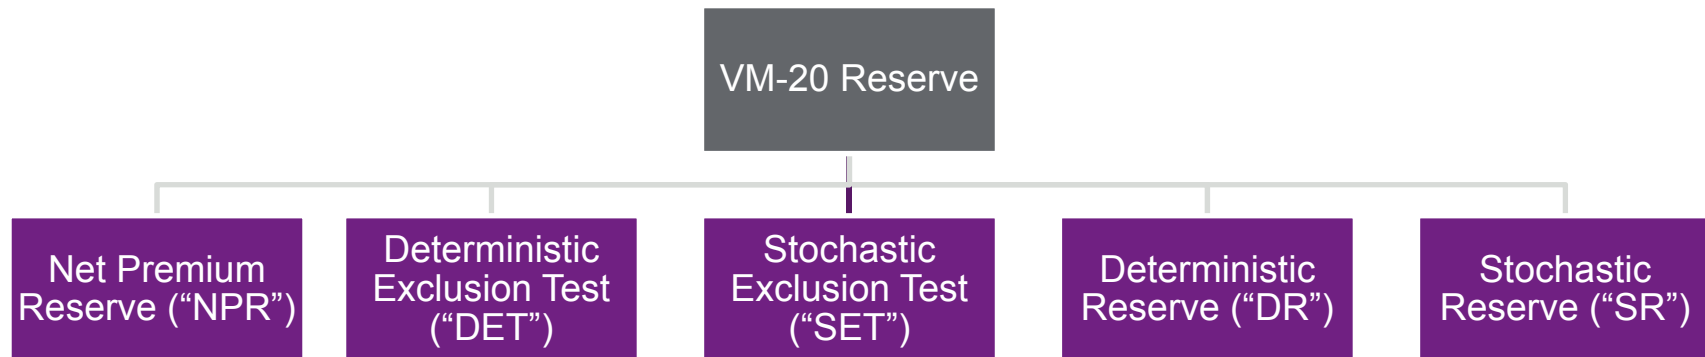 VM-20 Reserve
Net Premium
Reserve (“NPR”)
Deterministic
Exclusion Test
(“DET”)
Stochastic
Exclusion Test
(“SET”)
Deterministic
Reserve (“DR”)
Stochastic
Reserve (“SR”)